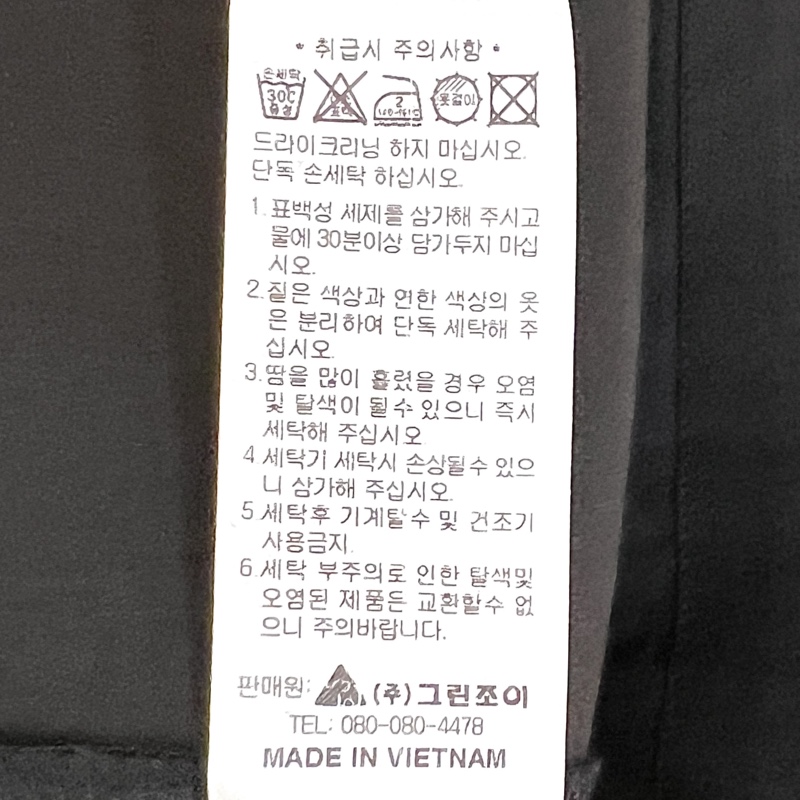 • 취급시 주의사항 •
손세탁
30C
중성
2
옷걸이
드라이크리닝 하지 마십시오.
단독 손세탁 하십시오.
1. 표백성 세제를 삼가해 주시고
물에 30분이상 담가두지 마십
시오.
2. 짙은 색상과 연한 색상의 옷
은 분리하여 단독 세탁해 주
십시오.
3. 땀을 많이 흘렸을 경우 오염
및 탈색이 될수 있으니 즉시
세탁해 주십시오
4 세탁기 세탁시 손상될수 있으
니 삼가해 주십시오.
5 세탁후 기계탈수 및 건조기
사용금지.
6. 세탁 부주의로 인한 탈색및
오염된 제품은 교환할수 없
으니 주의바랍니다.
판매원: (주)그린조이
TEL: 080-080-4478
MADE IN VIETNAM